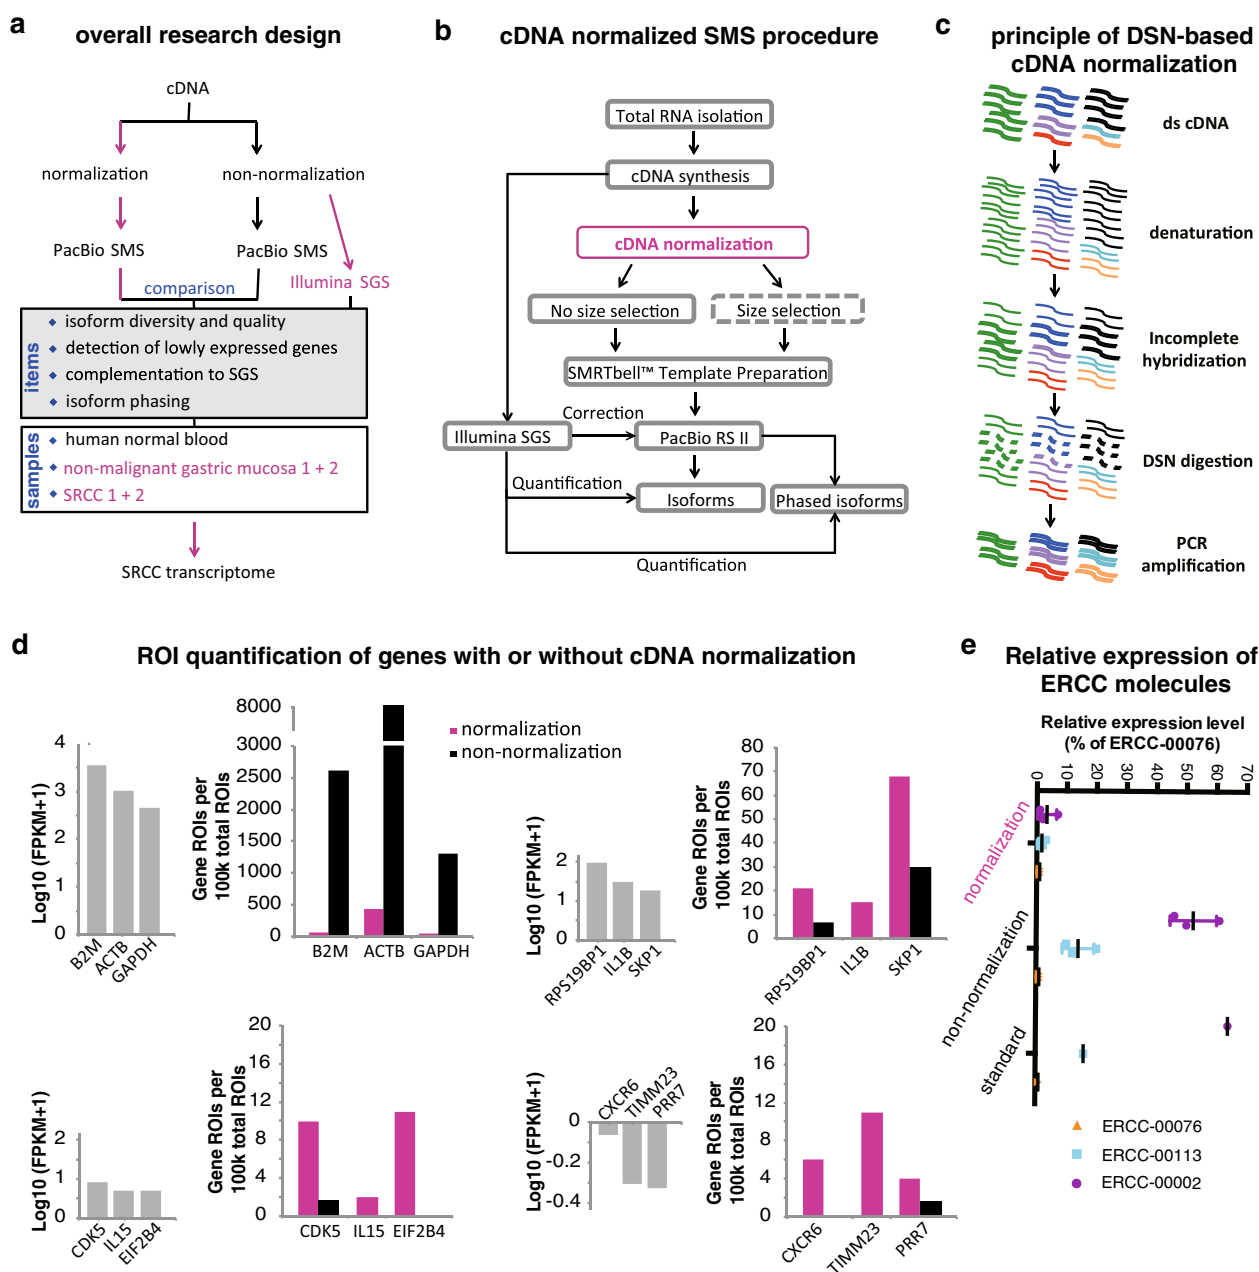 a
overall research design
cDNA
normalization
non-normalization
PacBio SMS
PacBio SMS
Illumina SGS
comparison
items
isoform diversity and quality
detection of lowly expressed genes
complementation to SGS
isoform phasing
samples
human normal blood
non-malignant gastric mucosa 1 + 2
SRCC 1 + 2
SRCC transcriptome
b
cDNA normalized SMS procedure
Total RNA isolation
cDNA synthesis
cDNA normalization
No size selection
Size selection
SMRTbell™ Template Preparation
Correction
Illumina SGS
PacBio RS II
Quantification
Isoforms
Phased isoforms
Quantification
c
principle of DSN-based
cDNA normalization
ds cDNA
denaturation
Incomplete
hybridization
DSN digestion
PCR
amplification
d
ROI quantification of genes with or without cDNA normalization
Log10 (FPKM+1)
4
3
2
1
0
B2M
ACTB
GAPDH
Gene ROIs per
100k total ROIs
8000
3000
2500
2000
1500
1000
500
0
B2M
ACTB
GAPDH
normalization
non-normalization
Log10 (FPKM+1)
2
1
0
RPS19BP1
IL1B
SKP1
Gene ROIs per
100k total ROIs
80
70
60
50
40
30
20
10
0
RPS19BP1
IL1B
SKP1
Log10 (FPKM+1)
2
1
0
CDK5
IL15
EIF2B4
Gene ROIs per
100k total ROIs
20
16
12
8
4
0
CDK5
IL15
EIF2B4
Log10 (FPKM+1)
0
-0.2
-0.4
CXCR6
TIMM23
PRR7
Gene ROIs per
100k total ROIs
20
16
12
8
4
0
CXCR6
TIMM23
PRR7
e
Relative expression of
ERCC molecules
Relative expression level
(% of ERCC-00076)
0
10
20
30
40
50
60
70
normalization
non-normalization
standard
ERCC-00076
ERCC-00113
ERCC-00002